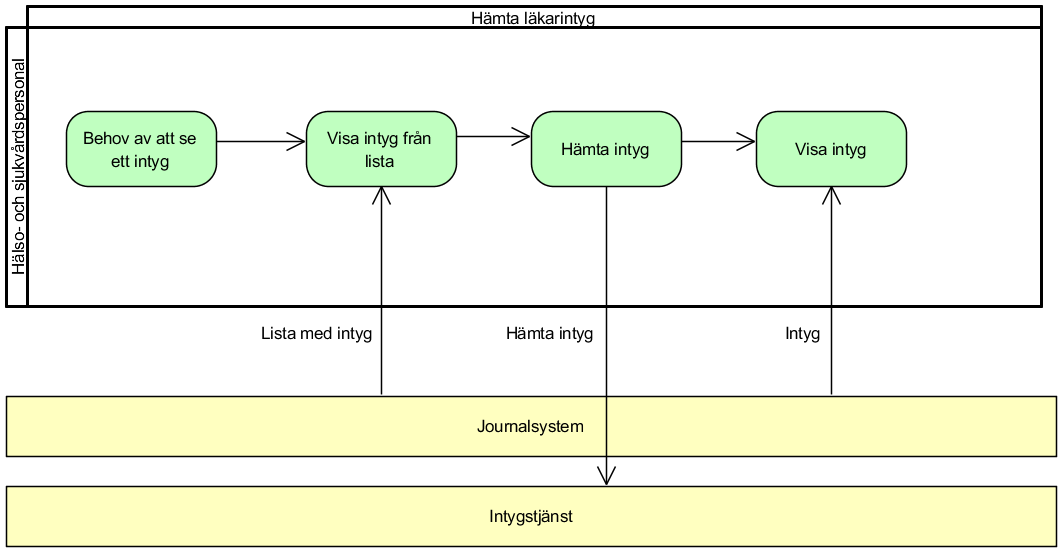 Hämta läkarintyg
Hälso- och sjukvårdspersonal
Behov av att se
ett intyg
Visa intyg från
lista
Hämta intyg
Visa intyg
Lista med intyg
Hämta intyg
Intyg
Journalsystem
Intygstjänst